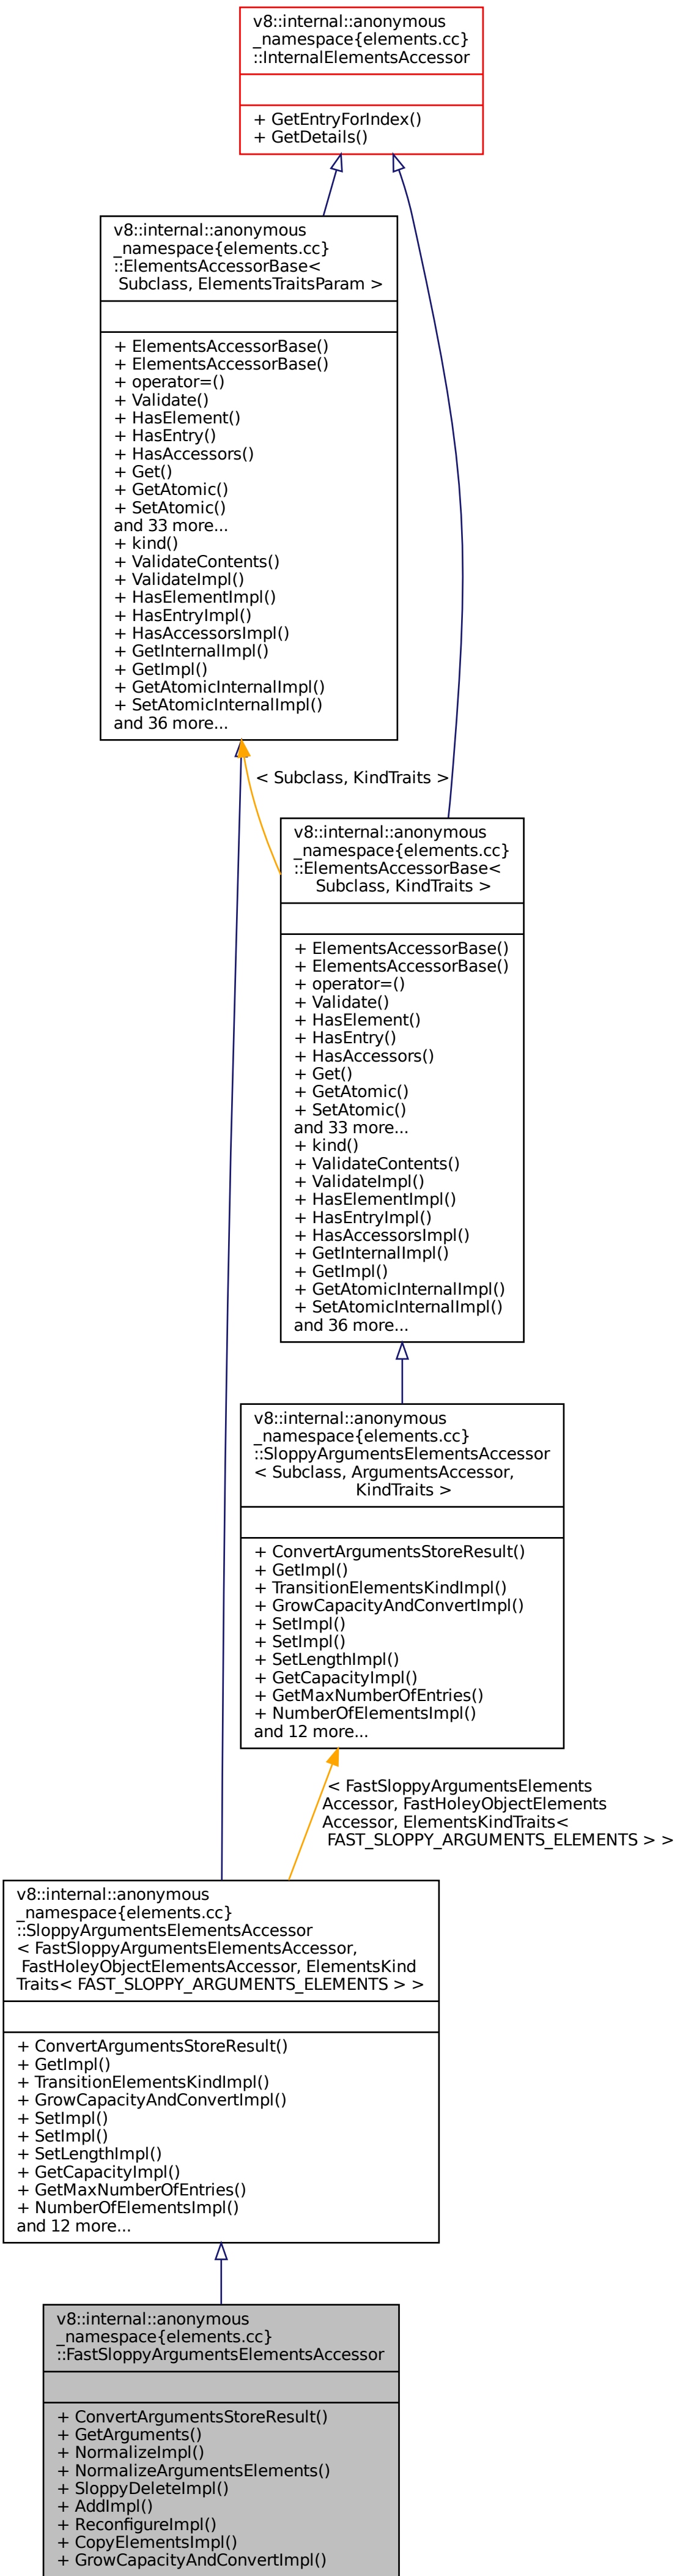 v8::internal::anonymous
_namespace{elements.cc}
::InternalElementsAccessor
+ GetEntryForIndex()
+ GetDetails()
v8::internal::anonymous
_namespace{elements.cc}
::ElementsAccessorBase<
Subclass, ElementsTraitsParam >
+ ElementsAccessorBase()
+ ElementsAccessorBase()
+ operator=()
+ Validate()
+ HasElement()
+ HasEntry()
+ HasAccessors()
+ Get()
+ GetAtomic()
+ SetAtomic()
and 33 more...
+ kind()
+ ValidateContents()
+ ValidateImpl()
+ HasElementImpl()
+ HasEntryImpl()
+ HasAccessorsImpl()
+ GetInternalImpl()
+ GetImpl()
+ GetAtomicInternalImpl()
+ SetAtomicInternalImpl()
and 36 more...
< Subclass, KindTraits >
v8::internal::anonymous
_namespace{elements.cc}
::ElementsAccessorBase<
Subclass, KindTraits >
+ ElementsAccessorBase()
+ ElementsAccessorBase()
+ operator=()
+ Validate()
+ HasElement()
+ HasEntry()
+ HasAccessors()
+ Get()
+ GetAtomic()
+ SetAtomic()
and 33 more...
+ kind()
+ ValidateContents()
+ ValidateImpl()
+ HasElementImpl()
+ HasEntryImpl()
+ HasAccessorsImpl()
+ GetInternalImpl()
+ GetImpl()
+ GetAtomicInternalImpl()
+ SetAtomicInternalImpl()
and 36 more...
v8::internal::anonymous
_namespace{elements.cc}
::SloppyArgumentsElementsAccessor
< Subclass, ArgumentsAccessor,
KindTraits >
+ ConvertArgumentsStoreResult()
+ GetImpl()
+ TransitionElementsKindImpl()
+ GrowCapacityAndConvertImpl()
+ SetImpl()
+ SetImpl()
+ SetLengthImpl()
+ GetCapacityImpl()
+ GetMaxNumberOfEntries()
+ NumberOfElementsImpl()
and 12 more...
< FastSloppyArgumentsElements
Accessor, FastHoleyObjectElements
Accessor, ElementsKindTraits<
FAST_SLOPPY_ARGUMENTS_ELEMENTS > >
v8::internal::anonymous
_namespace{elements.cc}
::SloppyArgumentsElementsAccessor
< FastSloppyArgumentsElementsAccessor,
FastHoleyObjectElementsAccessor, ElementsKind
Traits< FAST_SLOPPY_ARGUMENTS_ELEMENTS > >
+ ConvertArgumentsStoreResult()
+ GetImpl()
+ TransitionElementsKindImpl()
+ GrowCapacityAndConvertImpl()
+ SetImpl()
+ SetImpl()
+ SetLengthImpl()
+ GetCapacityImpl()
+ GetMaxNumberOfEntries()
+ NumberOfElementsImpl()
and 12 more...
v8::internal::anonymous
_namespace{elements.cc}
::FastSloppyArgumentsElementsAccessor
+ ConvertArgumentsStoreResult()
+ GetArguments()
+ NormalizeImpl()
+ NormalizeArgumentsElements()
+ SloppyDeleteImpl()
+ AddImpl()
+ ReconfigureImpl()
+ CopyElementsImpl()
+ GrowCapacityAndConvertImpl()